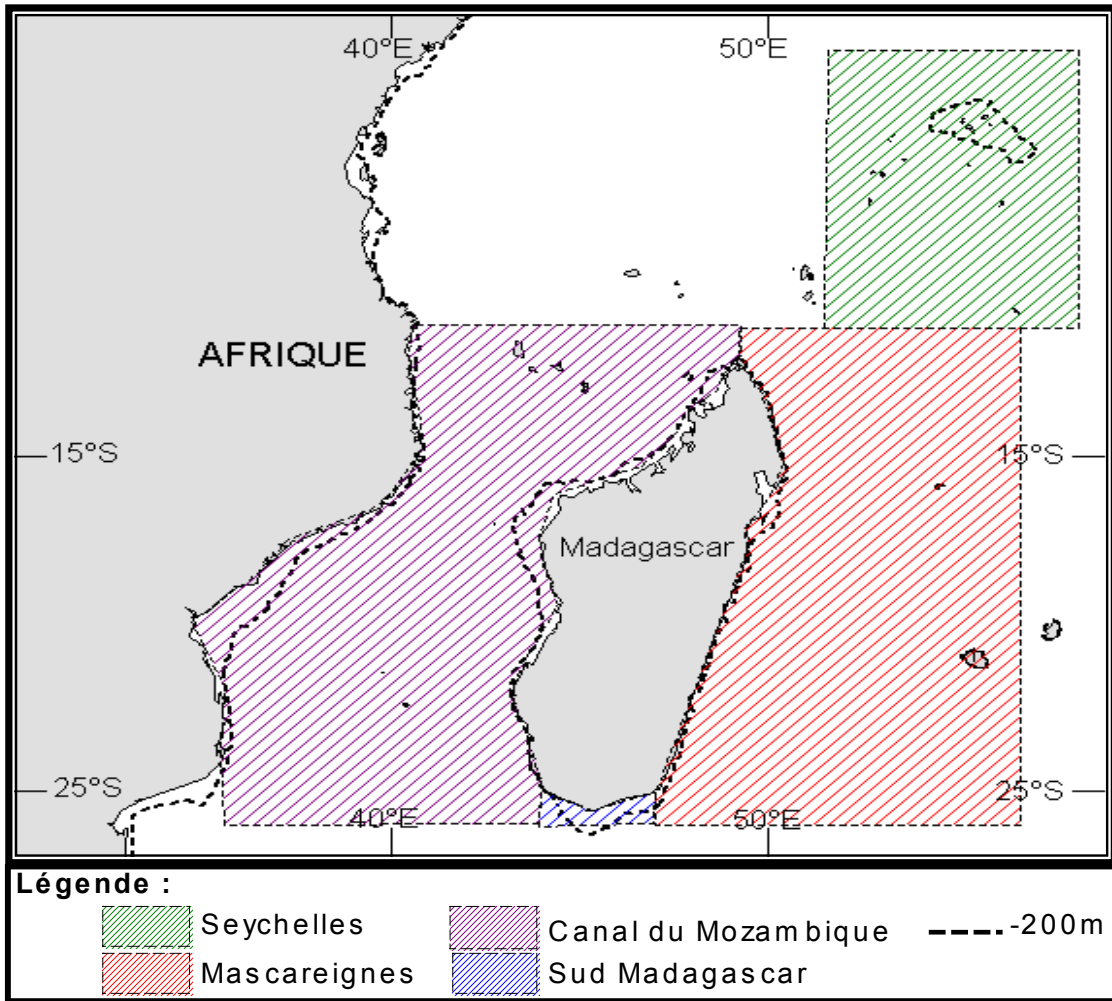 40°E 50°E
AFRIQUE
15°S 15°S
Madagascar
25°S 25°S
40°E 50°E
Légende :
Seychelles Canal du Mozambique -200m
Mascareignes Sud Madagascar